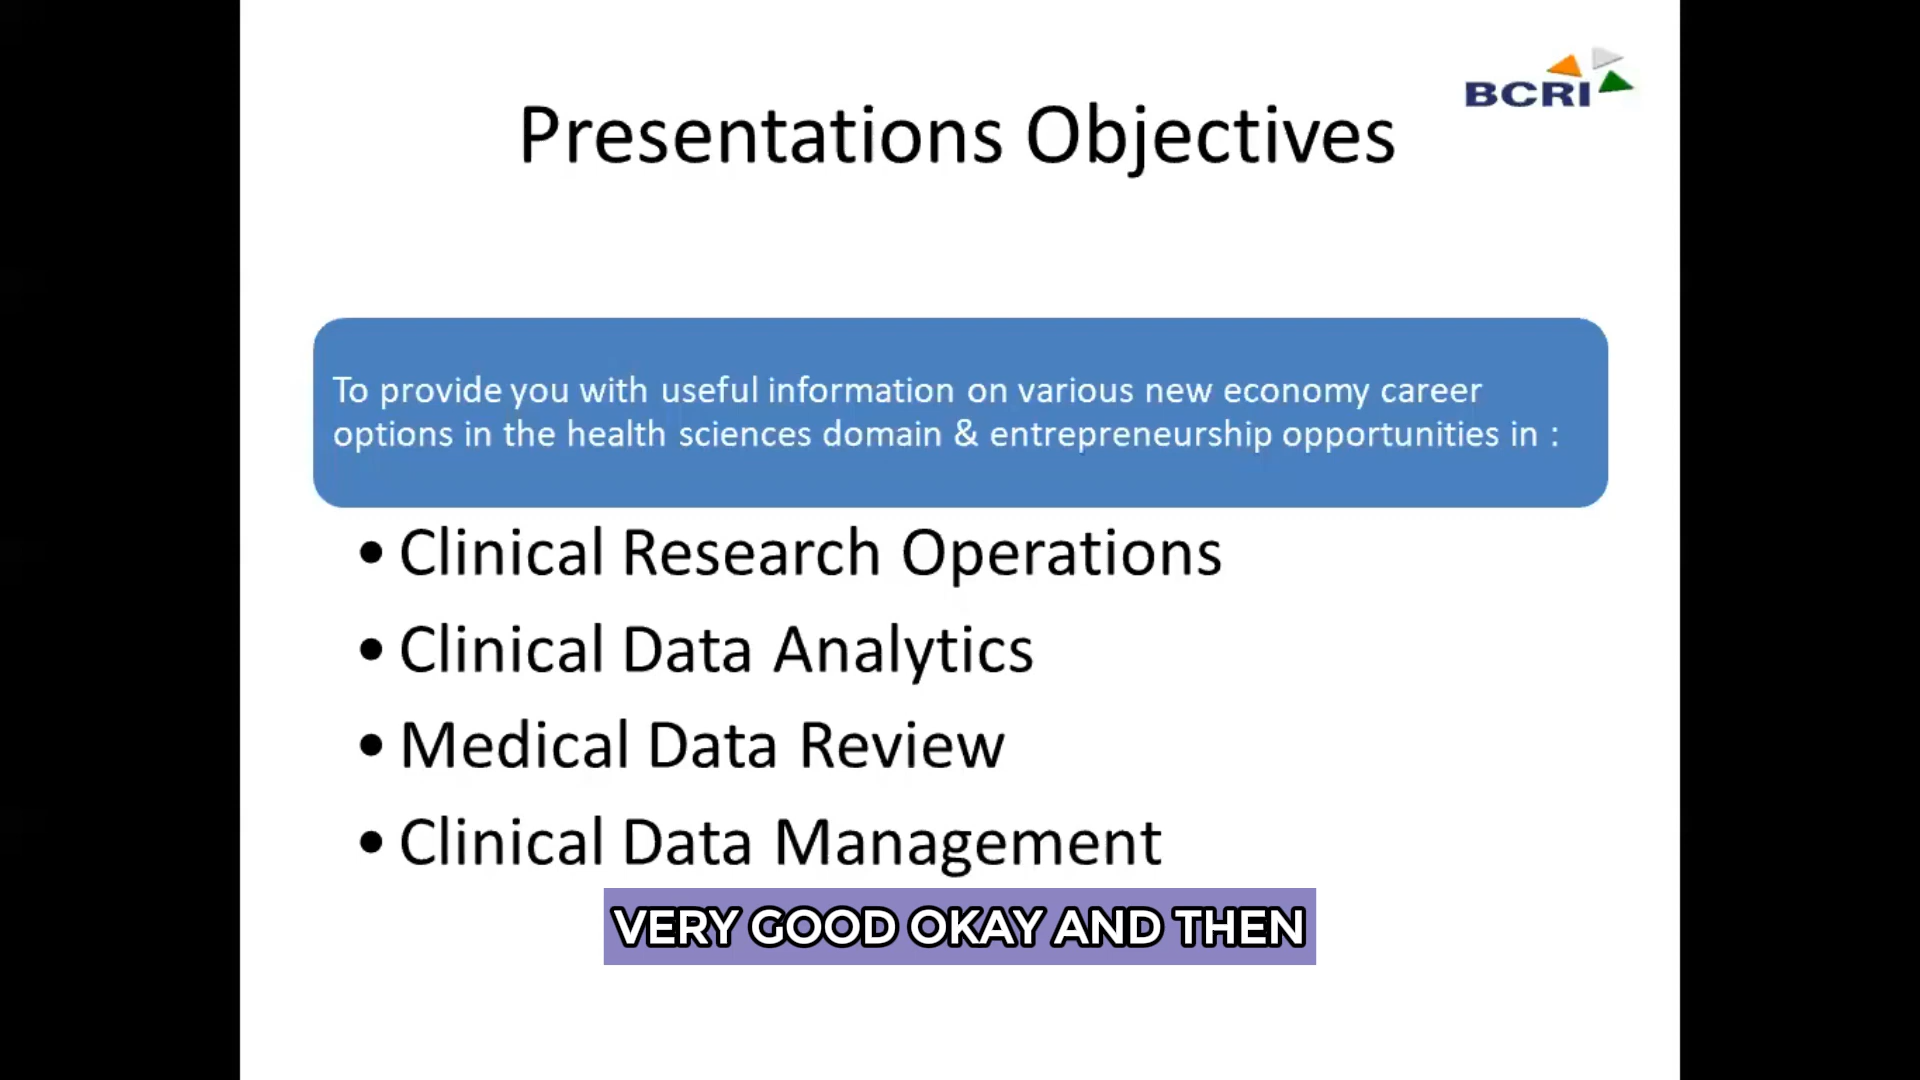 BCRI
Presentations Objectives
To provide you with useful information on various new economy career
options in the health sciences domain & entrepreneurship opportunities in :
• Clinical Research Operations
• Clinical Data Analytics
• Medical Data Review
• Clinical Data Management
VERY GOOD OKAY AND THEN